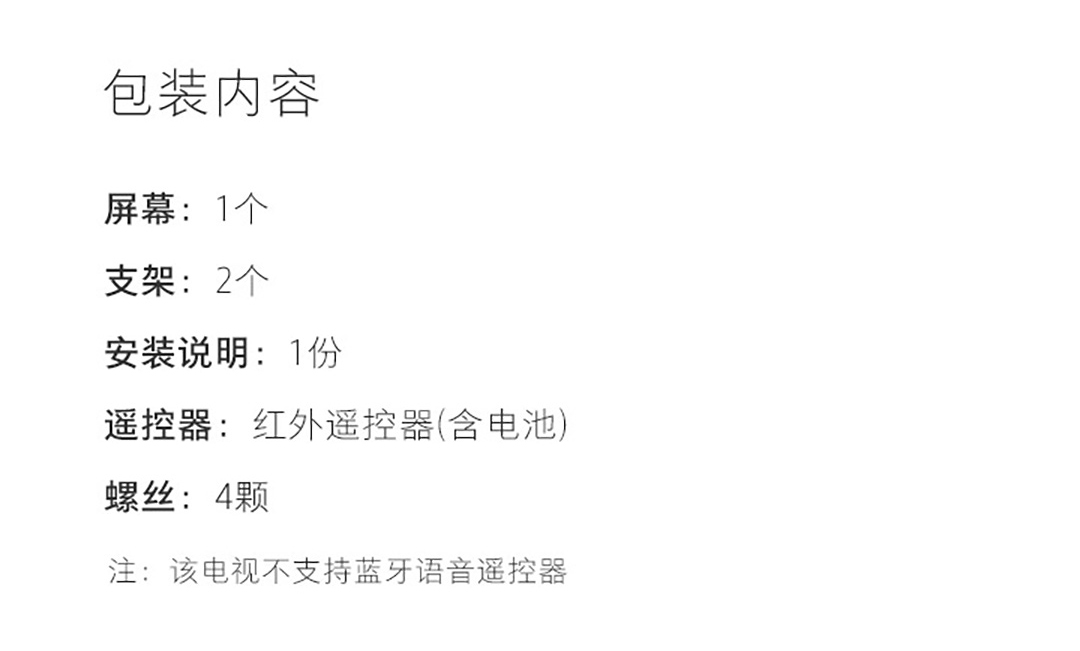 包装内容
屏幕：1个
支架：2个
安装说明：1份
遥控器：红外遥控器(含电池)
螺丝：4颗
注：该电视不支持蓝牙语音遥控器